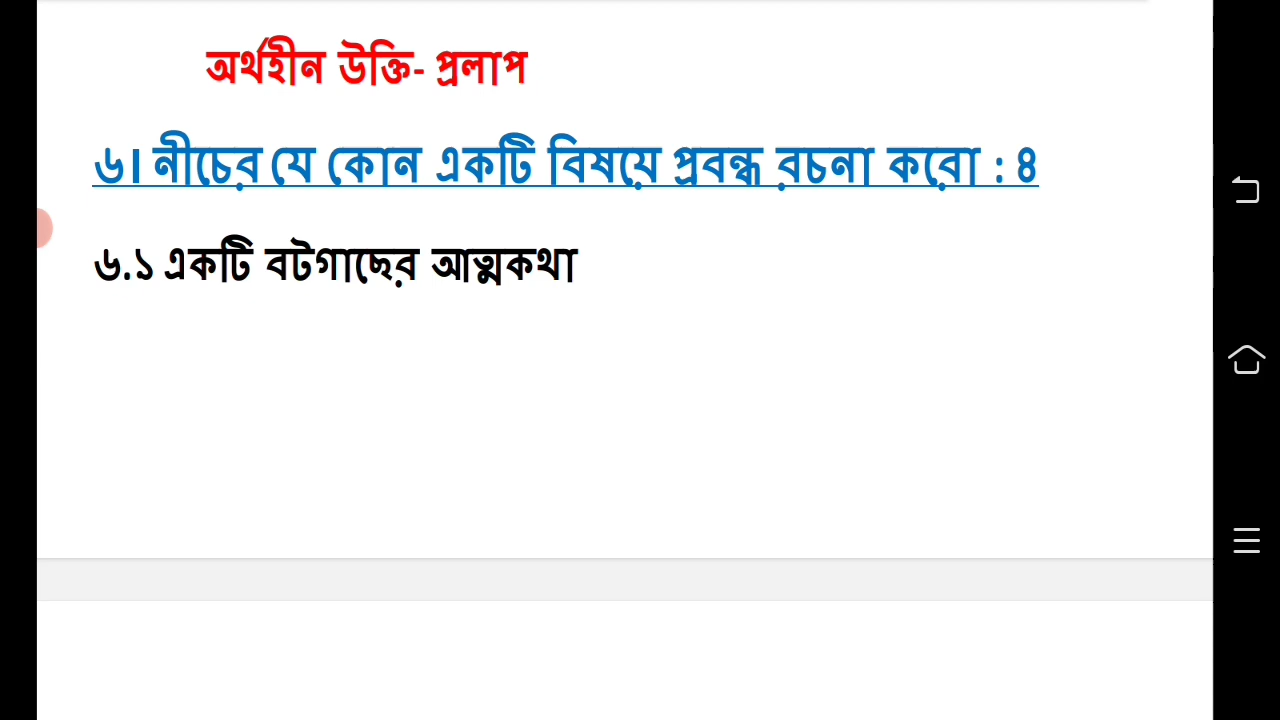 অর্থহীন উক্তি- প্রলাপ
৬। নীচের যে কোন একটি বিষয়ে প্রবন্ধ রচনা করো : ৪
৬.১ একটি বটগাছের আত্মকথা